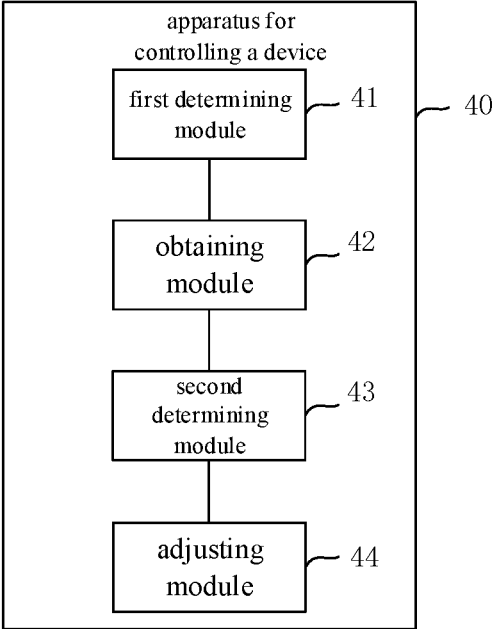 apparatus for
controlling a device
first determining
module
41
40
obtaining
module
42
second
determining
module
43
adjusting
module
44